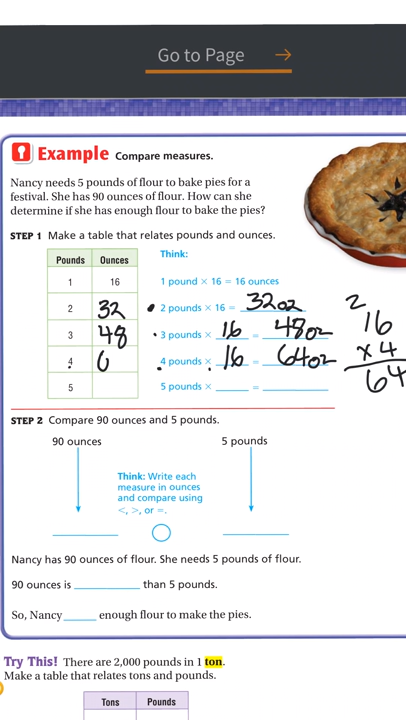 Go to Page →
Example Compare measures.
Nancy needs 5 pounds of flour to bake pies for a
festival. She has 90 ounces of flour. How can she
determine if she has enough flour to bake the pies?
STEP 1 Make a table that relates pounds and ounces.
Pounds Ounces
1 16
2 32
3 48
4 6
5
Think:
1 pound × 16 = 16 ounces
2 pounds × 16 = 32oz
3 pounds × 16 = 48oz
4 pounds × 16 = 64oz
5 pounds × ____ = ____
2
16
× 4
64
STEP 2 Compare 90 ounces and 5 pounds.
90 ounces 5 pounds
Think: Write each
measure in ounces
and compare using
<, >, or =.
Nancy has 90 ounces of flour. She needs 5 pounds of flour.
90 ounces is ____ than 5 pounds.
So, Nancy ____ enough flour to make the pies.
Try This! There are 2,000 pounds in 1 ton.
Make a table that relates tons and pounds.
Tons Pounds